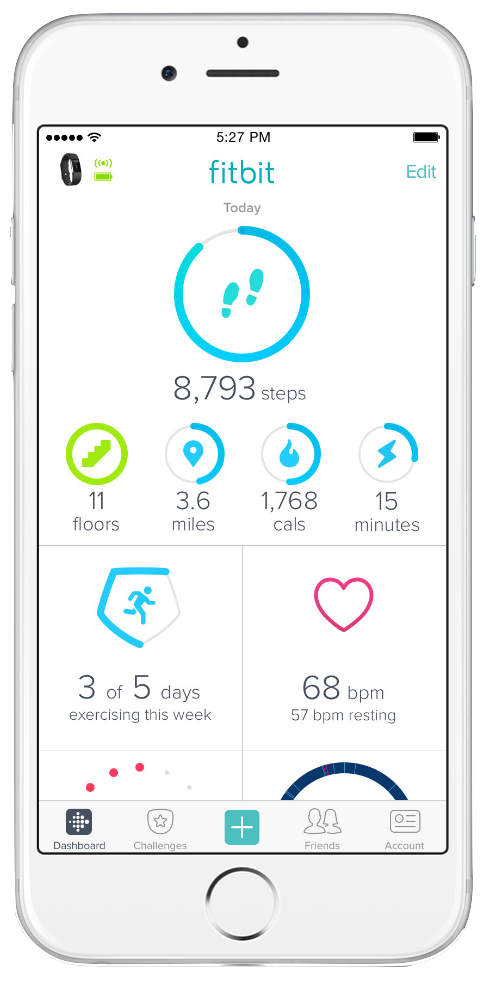 5:27 PM
fitbit
Edit
Today
8,793 steps
11 3.6 1,768 15
floors miles cals minutes
3 of 5 days 68 bpm
exercising this week 57 bpm resting
Dashboard Challenges Friends Account